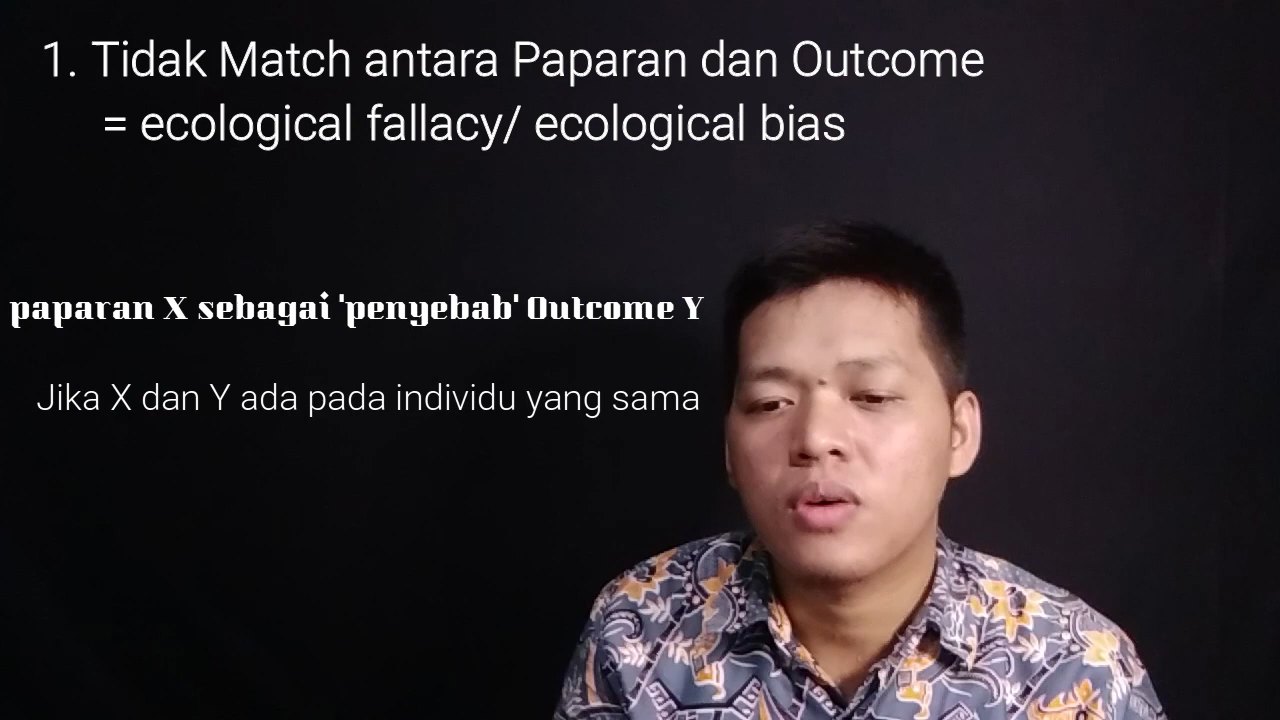 1. Tidak Match antara Paparan dan Outcome
= ecological fallacy/ ecological bias
paparan X sebagai 'penyebab' Outcome Y
Jika X dan Y ada pada individu yang sama